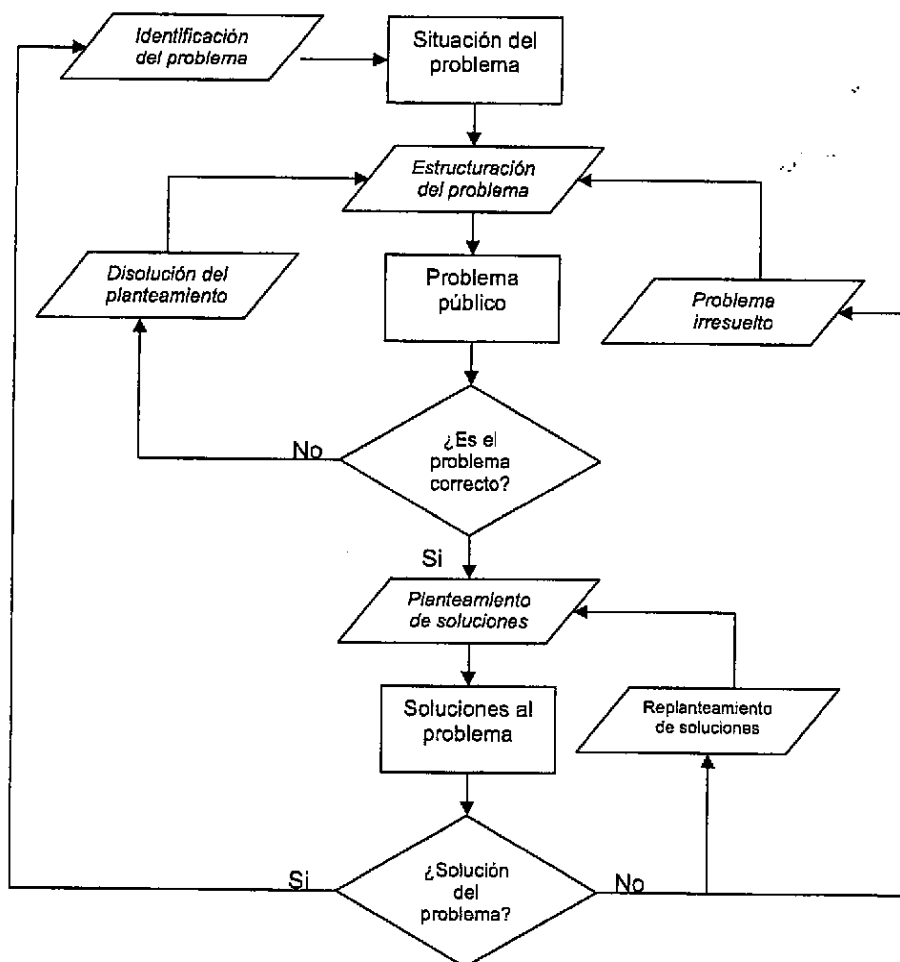 Identificación
del problema
Situación del
problema
Estructuración
del problema
Disolución del
planteamiento
Problema
público
Problema
irresuelto
¿Es el
problema
correcto?
No
Si
Planteamiento
de soluciones
Soluciones al
problema
Replanteamiento
de soluciones
¿Solución
del
problema?
Si
No